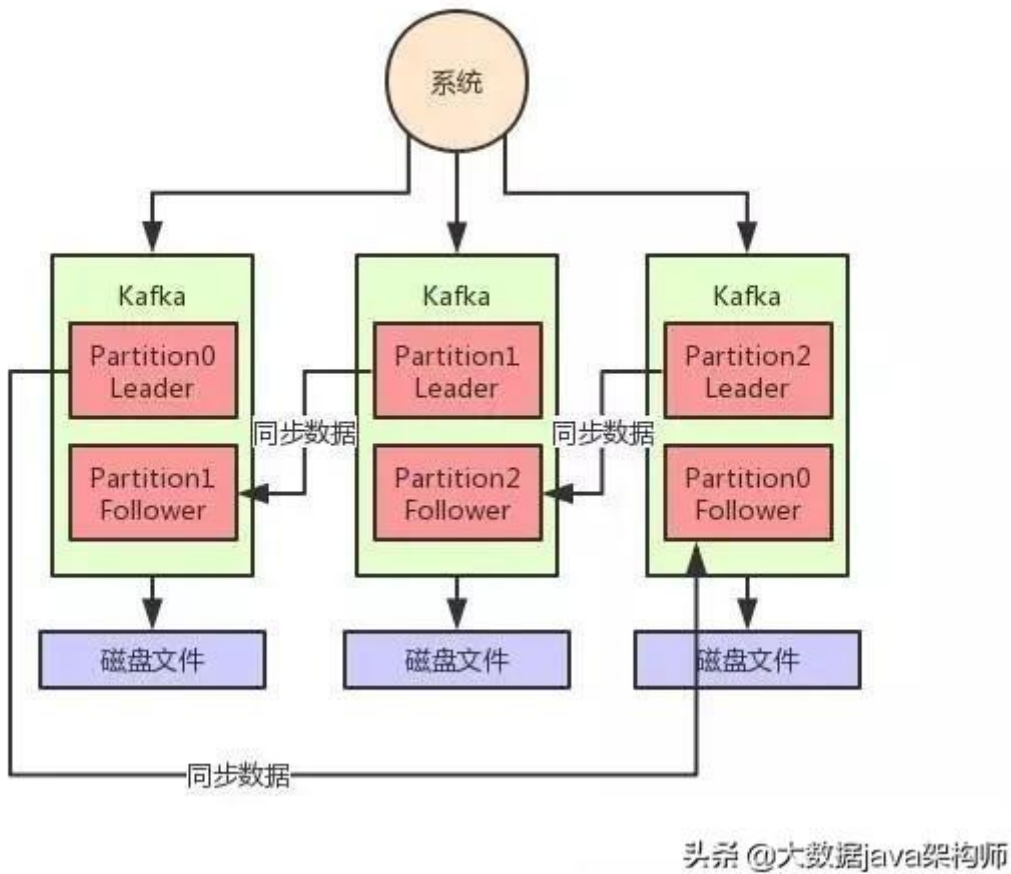 系统
Kafka
Partition0
Leader
Partition1
Follower
磁盘文件
Kafka
Partition1
Leader
Partition2
Follower
磁盘文件
Kafka
Partition2
Leader
Partition0
Follower
磁盘文件
同步数据
同步数据
同步数据
头条 @大数据java架构师